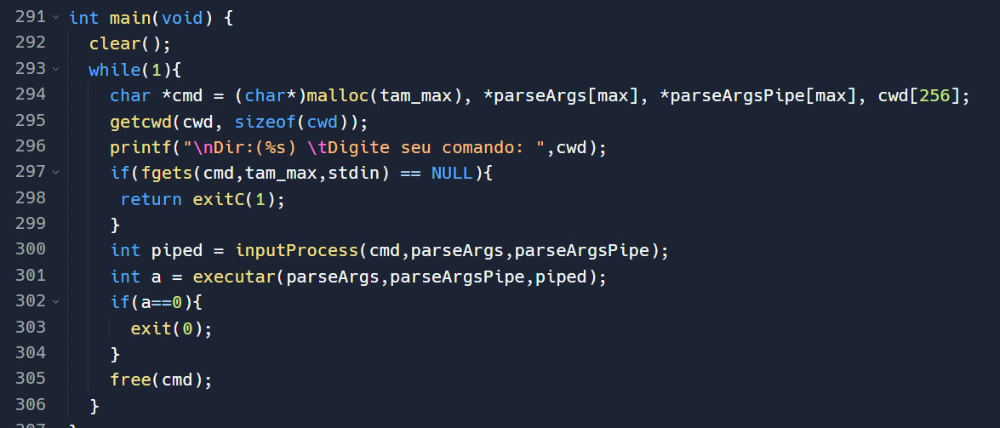 291 int main(void) {
292 clear();
293 while(1){
294 char *cmd = (char*)malloc(tam_max), *parseArgs[max], *parseArgsPipe[max], cwd[256];
295 getcwd(cwd, sizeof(cwd));
296 printf("\nDir:(%s) \tDigite seu comando: ",cwd);
297 if(fgets(cmd,tam_max,stdin) == NULL){
298 return exitC(1);
299 }
300 int piped = inputProcess(cmd,parseArgs,parseArgsPipe);
301 int a = executar(parseArgs,parseArgsPipe,piped);
302 if(a==0){
303 exit(0);
304 }
305 free(cmd);
306 }
307 }